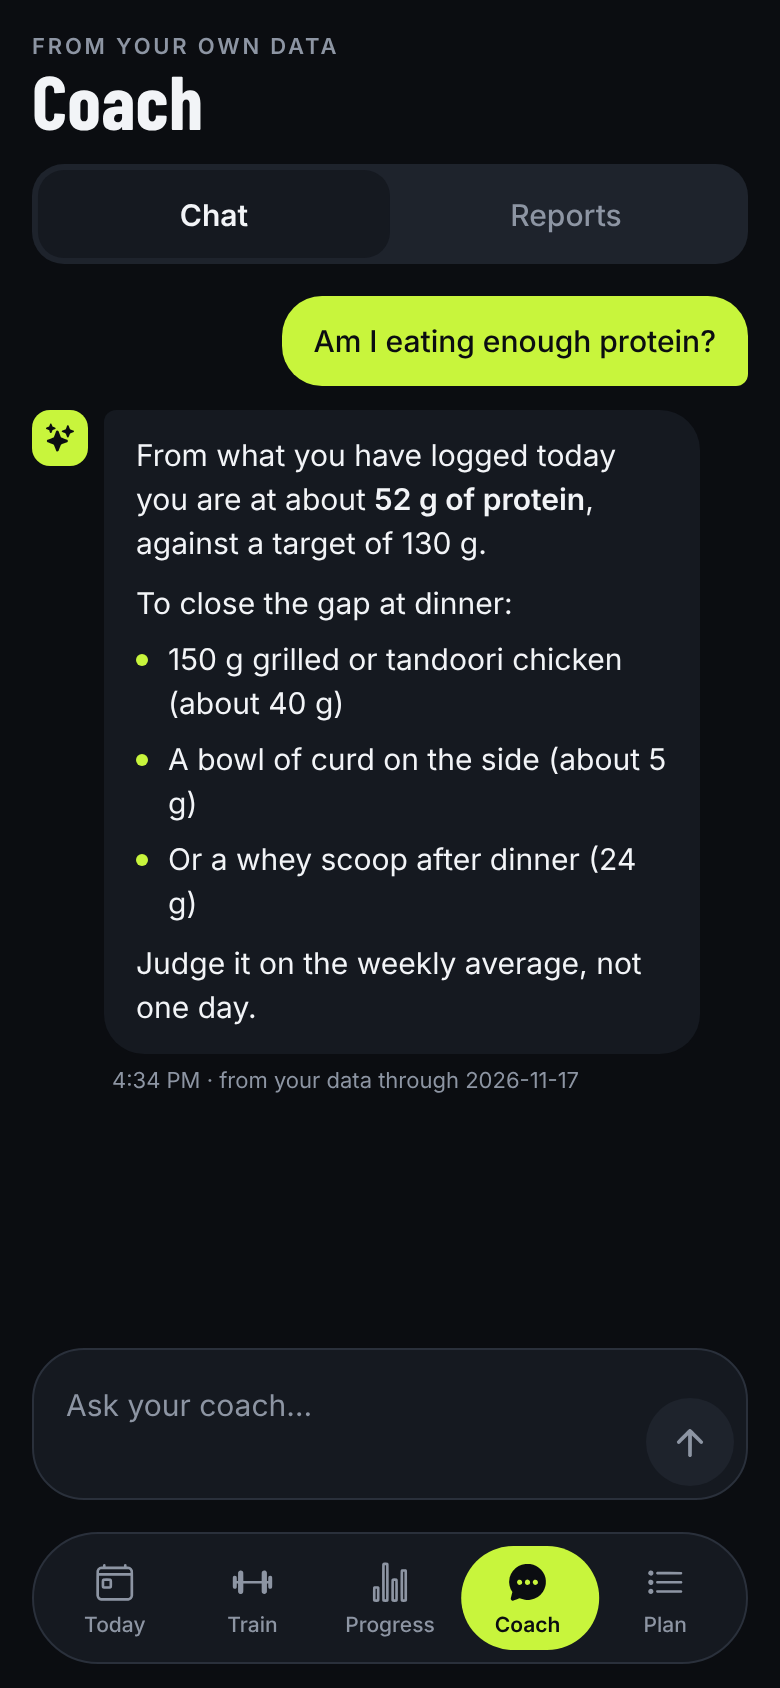 FROM YOUR OWN DATA
Coach
Chat
Reports
Am I eating enough protein?
From what you have logged today
you are at about 52 g of protein,
against a target of 130 g.
To close the gap at dinner:
150 g grilled or tandoori chicken
(about 40 g)
A bowl of curd on the side (about 5
g)
Or a whey scoop after dinner (24
g)
Judge it on the weekly average, not
one day.
4:34 PM · from your data through 2026-11-17
Ask your coach...
Today
Train
Progress
Coach
Plan